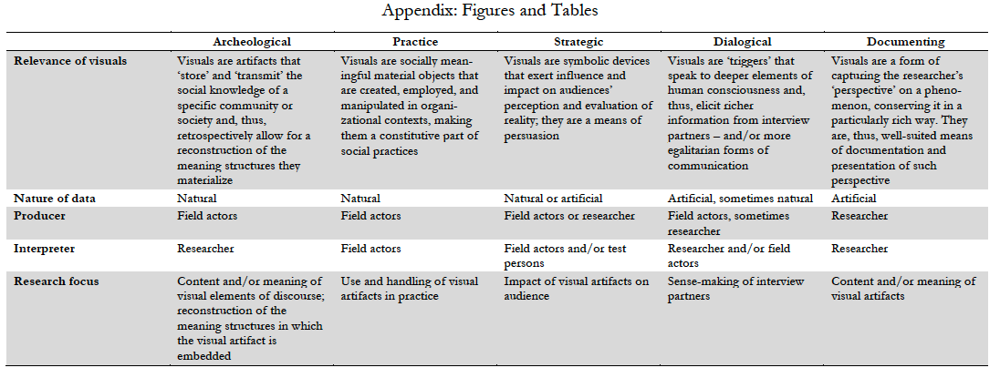 Appendix: Figures and Tables
Archeological Practice Strategic Dialogical Documenting
Relevance of visuals
Visuals are artifacts that
‘store’ and ‘transmit’ the
social knowledge of a
specific community or
society and, thus,
retrospectively allow for a
reconstruction of the
meaning structures they
materialize
Visuals are socially mean-
ingful material objects that
are created, employed, and
manipulated in organi-
zational contexts, making
them a constitutive part of
social practices
Visuals are symbolic devices
that exert influence and
impact on audiences’
perception and evaluation of
reality; they are a means of
persuasion
Visuals are ‘triggers’ that
speak to deeper elements of
human consciousness and,
thus, elicit richer
information from interview
partners – and/or more
egalitarian forms of
communication
Visuals are a form of
capturing the researcher’s
‘perspective’ on a pheno-
menon, conserving it in a
particularly rich way. They
are, thus, well-suited means
of documentation and
presentation of such
perspective
Nature of data
Natural
Natural
Natural or artificial
Artificial, sometimes natural
Artificial
Producer
Field actors
Field actors
Field actors or researcher
Field actors, sometimes
researcher
Researcher
Interpreter
Researcher
Field actors
Field actors and/or test
persons
Researcher and/or field
actors
Researcher
Research focus
Content and/or meaning of
visual elements of discourse;
reconstruction of the
meaning structures in which
the visual artifact is
embedded
Use and handling of visual
artifacts in practice
Impact of visual artifacts on
audience
Sense-making of interview
partners
Content and/or meaning of
visual artifacts